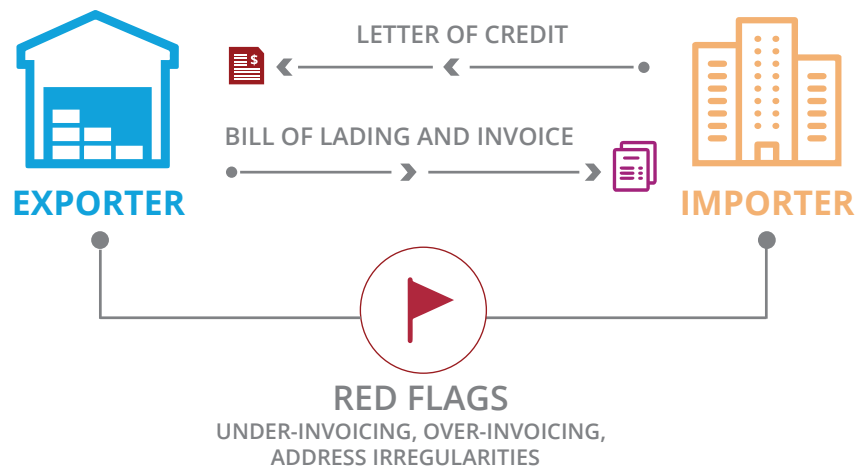 LETTER OF CREDIT
$
BILL OF LADING AND INVOICE
EXPORTER
IMPORTER
RED FLAGS
UNDER-INVOICING, OVER-INVOICING,
ADDRESS IRREGULARITIES